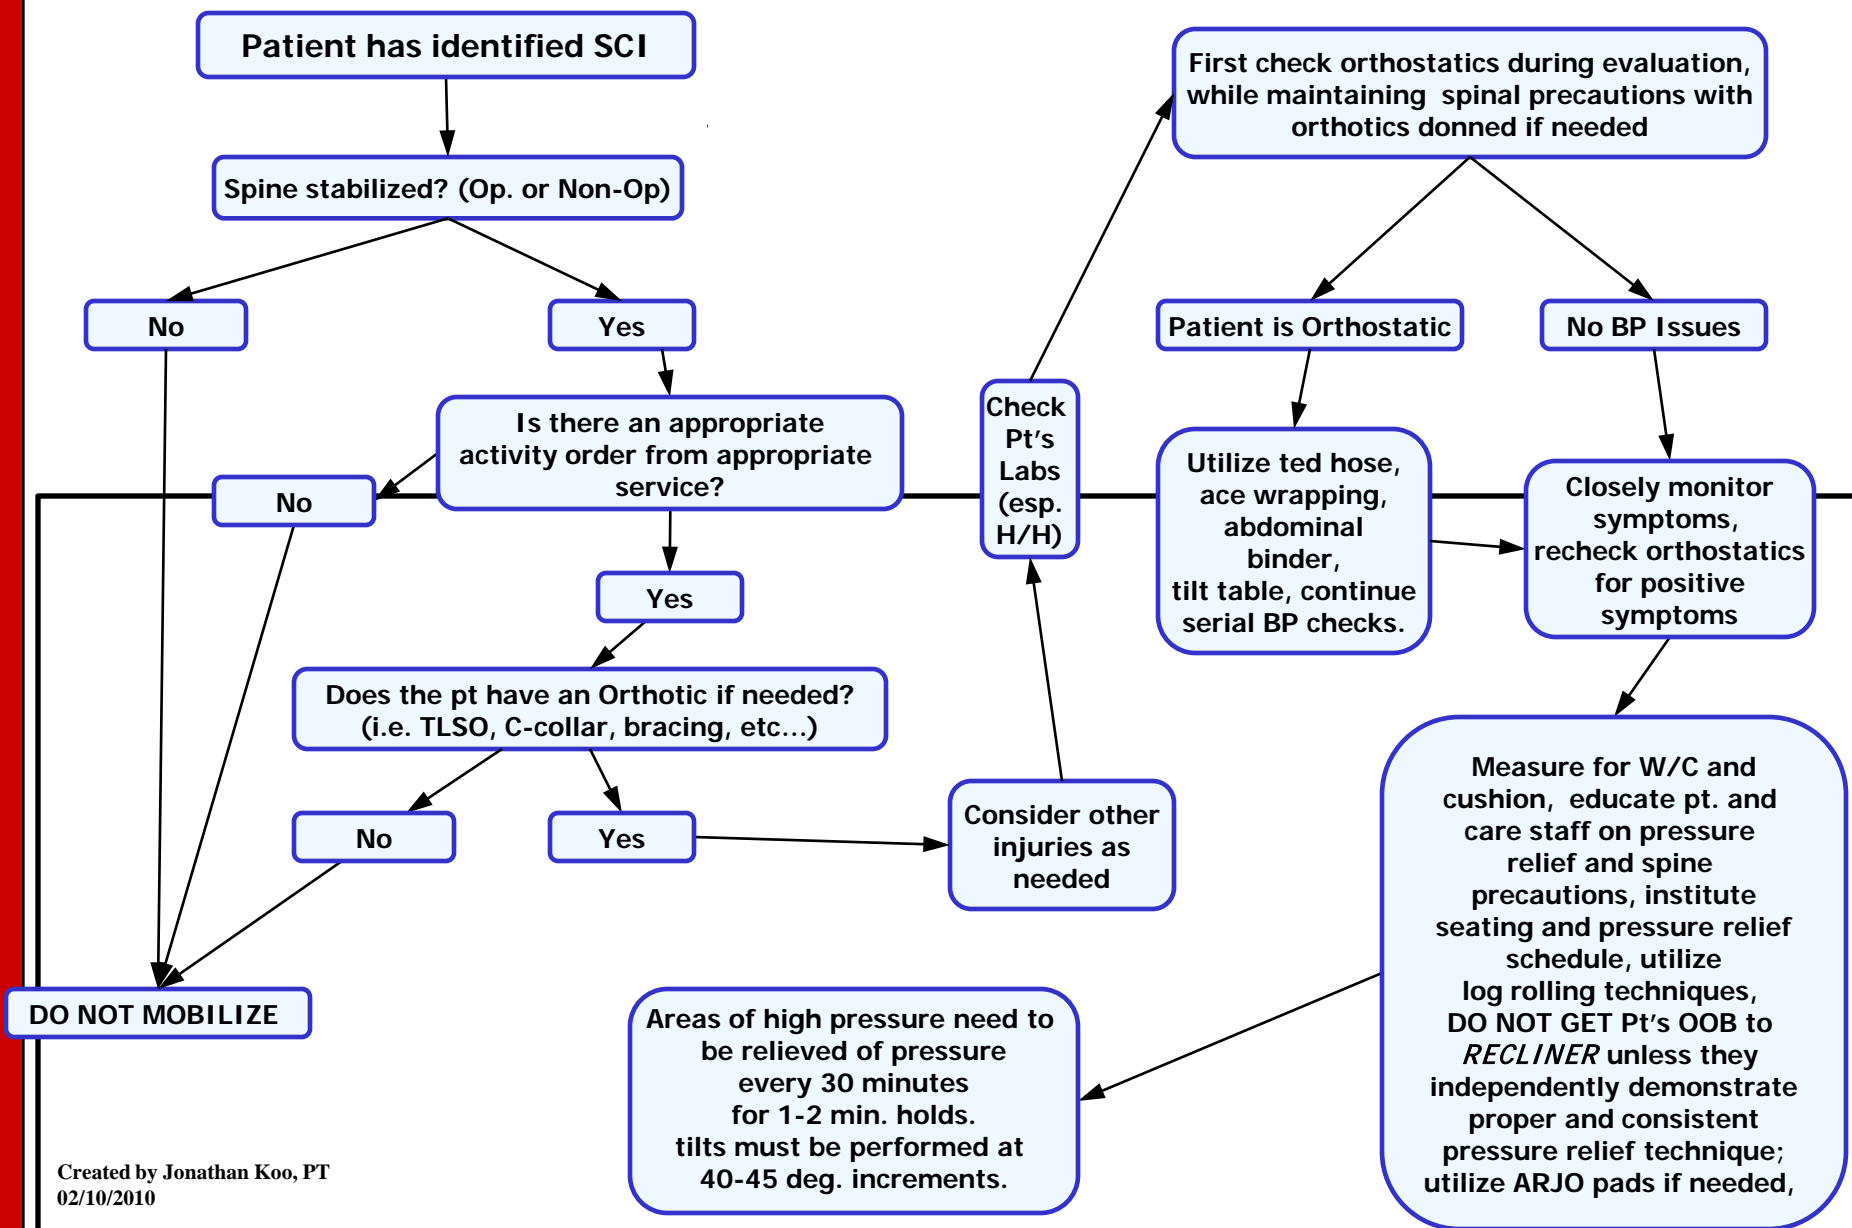 Patient has identified SCI
Spine stabilized? (Op. or Non-Op)
No
Yes
Is there an appropriate
activity order from appropriate
service?
No
Yes
Does the pt have an Orthotic if needed?
(i.e. TLSO, C-collar, bracing, etc...)
No
Yes
DO NOT MOBILIZE
Consider other
injuries as
needed
Check
Pt's
Labs
(esp.
H/H)
First check orthostatics during evaluation,
while maintaining spinal precautions with
orthotics donned if needed
Patient is Orthostatic
No BP Issues
Utilize ted hose,
ace wrapping,
abdominal
binder,
tilt table, continue
serial BP checks.
Closely monitor
symptoms,
recheck orthostatics
for positive
symptoms
Measure for W/C and
cushion, educate pt. and
care staff on pressure
relief and spine
precautions, institute
seating and pressure relief
schedule, utilize
log rolling techniques,
DO NOT GET Pt's OOB to
RECLINER unless they
independently demonstrate
proper and consistent
pressure relief technique;
utilize ARJO pads if needed,
Areas of high pressure need to
be relieved of pressure
every 30 minutes
for 1-2 min. holds.
tilts must be performed at
40-45 deg. increments.
Created by Jonathan Koo, PT
02/10/2010